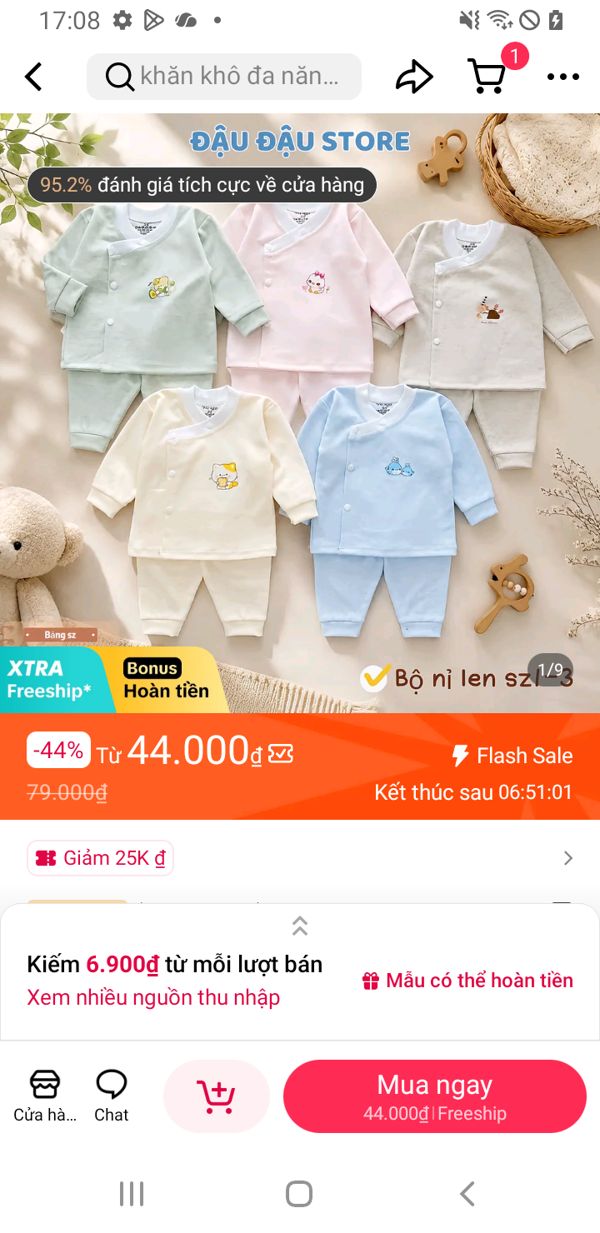 17:08
khăn khô đa năn...
1
ĐẬU ĐẬU STORE
95.2% đánh giá tích cực về cửa hàng
Bảng sz
XTRA
Freeship*
Bonus
Hoàn tiền
Bộ nỉ len sz1-3
1/9
-44% Từ 44.000₫
Flash Sale
79.000₫
Kết thúc sau 06:51:01
Giảm 25K ₫
Kiếm 6.900₫ từ mỗi lượt bán
Xem nhiều nguồn thu nhập
Mẫu có thể hoàn tiền
Cửa hà...
Chat
Mua ngay
44.000₫|Freeship